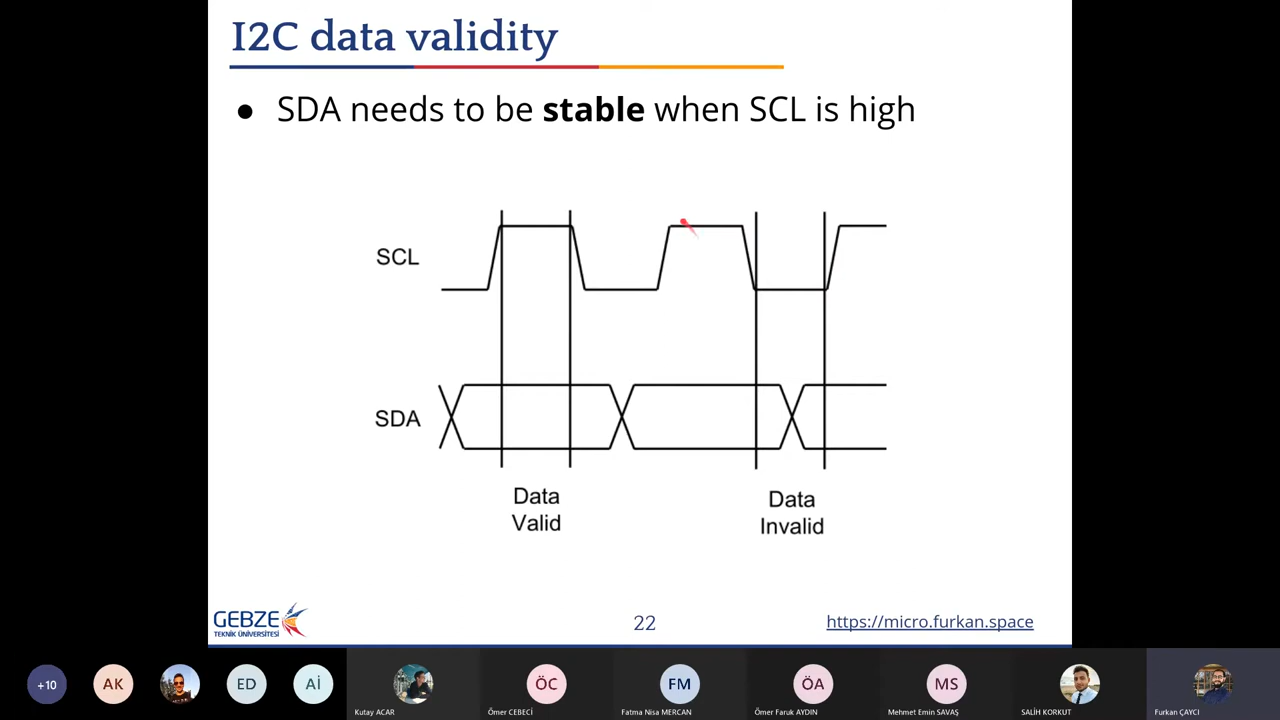 I2C data validity
● SDA needs to be stable when SCL is high
SCL
SDA
Data
Valid
Data
Invalid
GEBZE
TEKNİK ÜNİVERSİTESİ
22
https://micro.furkan.space
+10
AK
ED
Aİ
ÖC
FM
ÖA
MS
Kutay ACAR
Ömer CEBECİ
Fatma Nisa MERCAN
Ömer Faruk AYDIN
Mehmet Emin SAVAŞ
SALİH KORKUT
Furkan ÇAYCI